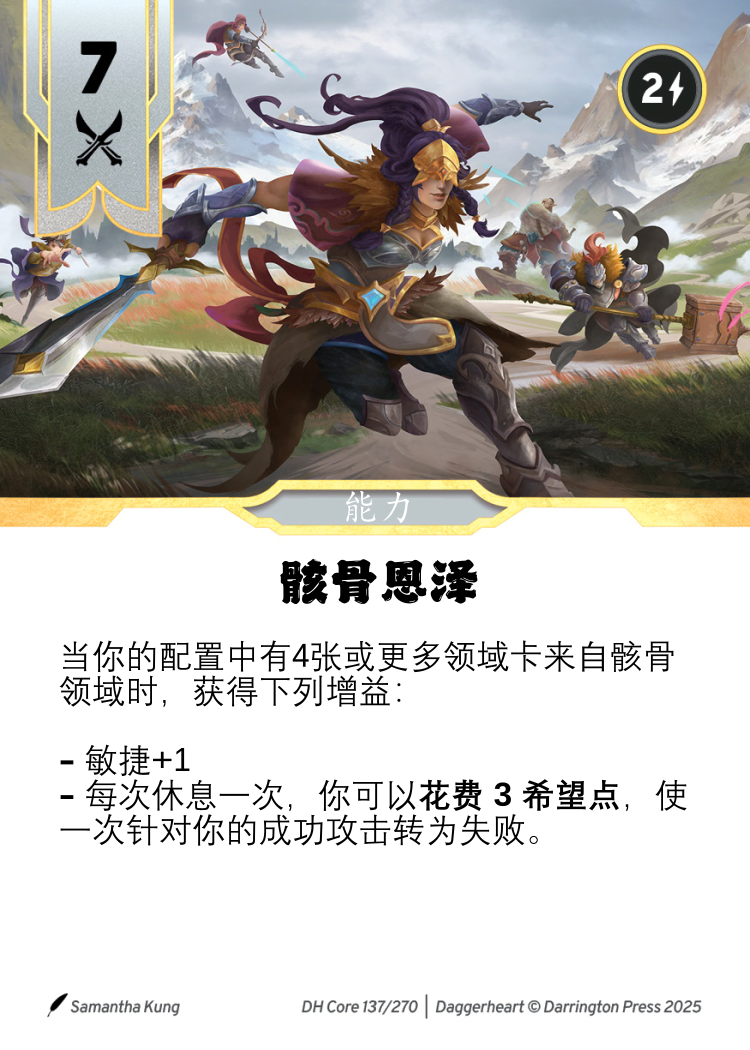 7
2
能力
骸骨恩泽
当你的配置中有4张或更多领域卡来自骸骨
领域时，获得下列增益：
- 敏捷+1
- 每次休息一次，你可以花费 3 希望点，使
一次针对你的成功攻击转为失败。
Samantha Kung
DH Core 137/270 | Daggerheart © Darrington Press 2025